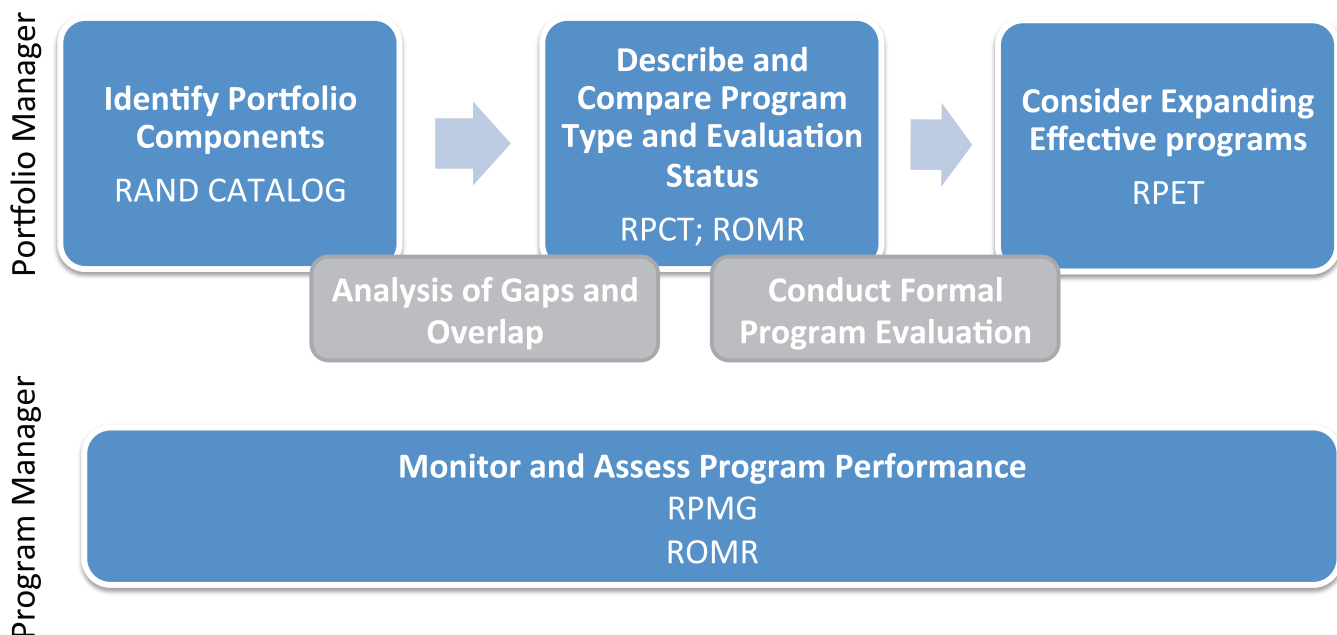 Portfolio Manager
Identify Portfolio
Components
RAND CATALOG
Describe and
Compare Program
Type and Evaluation
Status
RPCT; ROMR
Consider Expanding
Effective programs
RPET
Analysis of Gaps and
Overlap
Conduct Formal
Program Evaluation
Program Manager
Monitor and Assess Program Performance
RPMG
ROMR